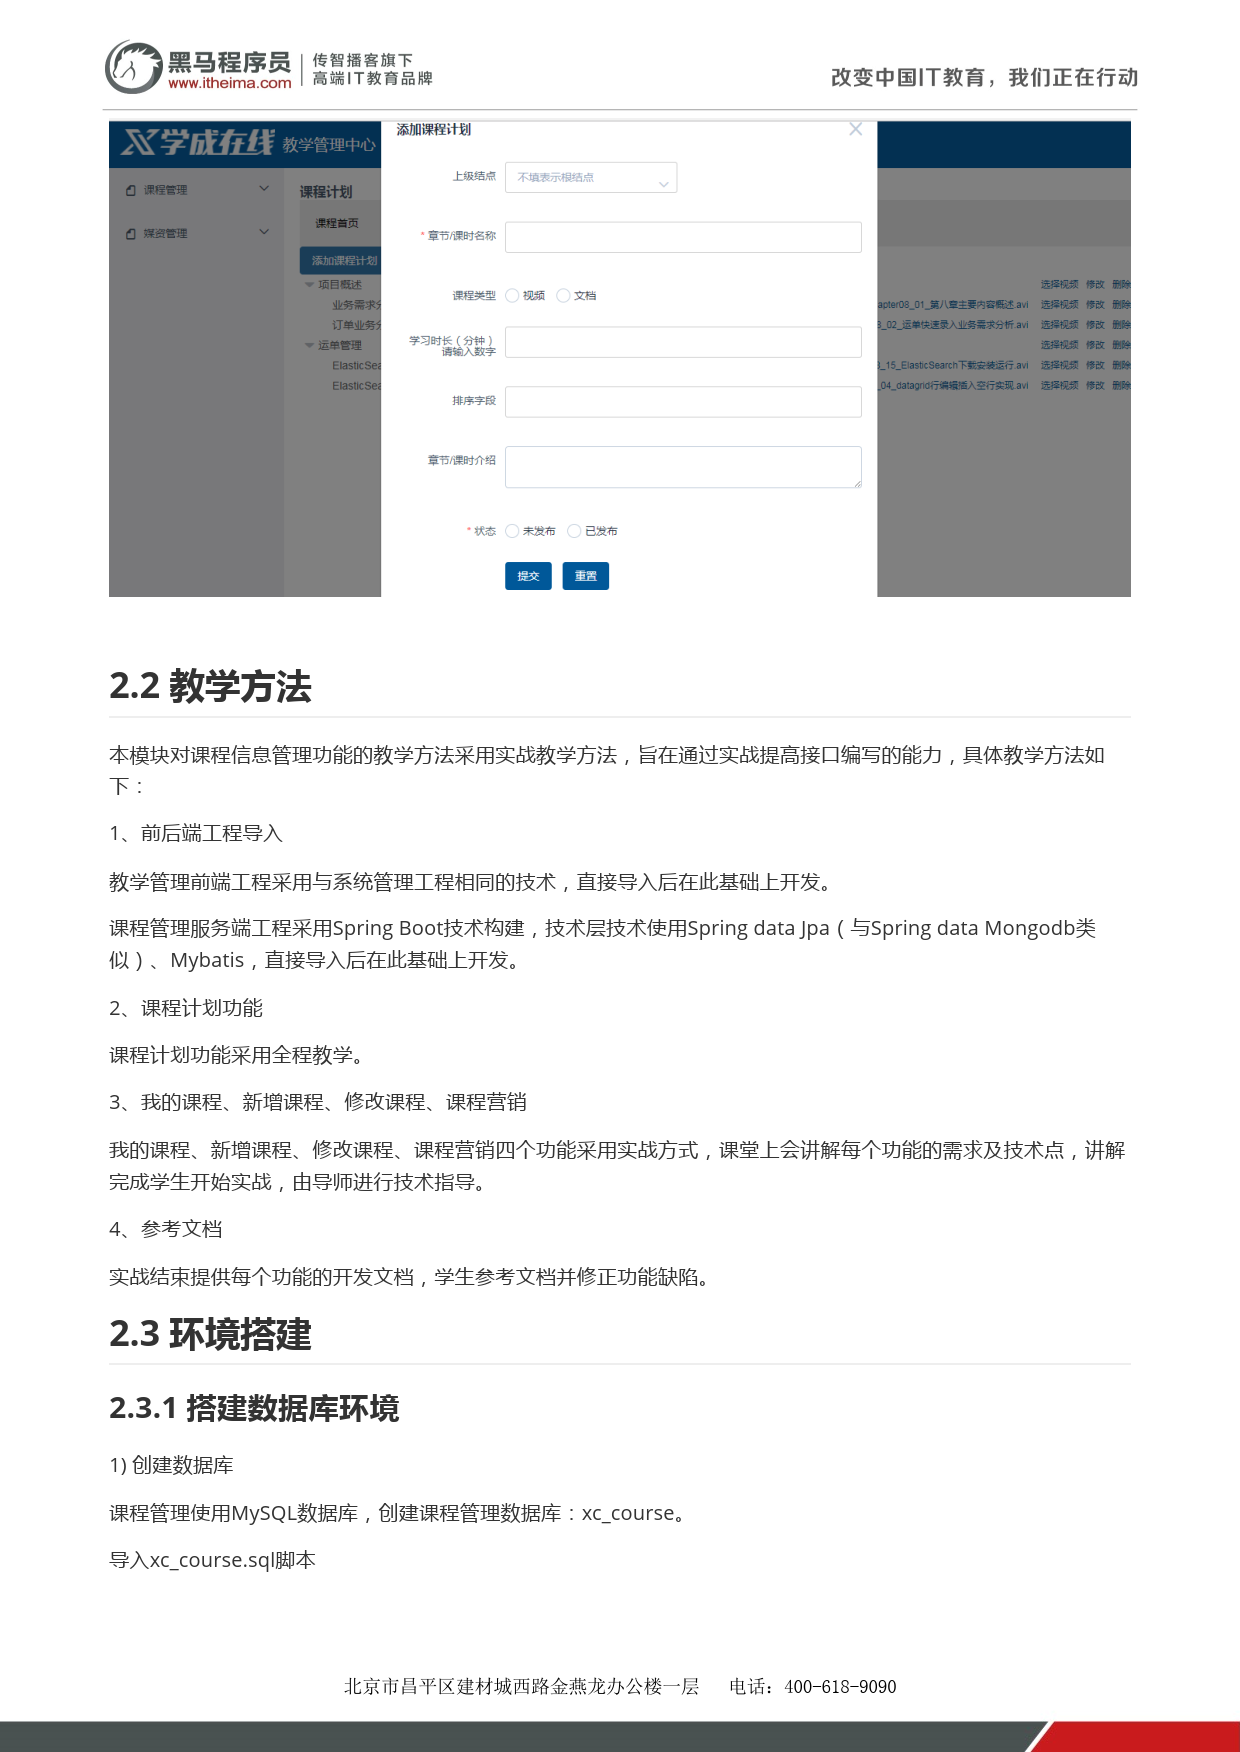 黑马程序员
www.itheima.com
传智播客旗下
高端IT教育品牌
改变中国IT教育，我们正在行动
学成在线 教学管理中心
添加课程计划
课程管理
媒资管理
课程计划
课程首页
添加课程计划
项目概述
业务需求分
订单业务分
运单管理
ElasticSea
ElasticSea
上级结点 不填表示根结点
* 章节/课时名称
课程类型 视频 文档
学习时长（分钟）
请输入数字
排序字段
章节/课时介绍
* 状态 未发布 已发布
提交 重置
选择视频 修改 删除
apter08_01_第八章主要内容概述.avi 选择视频 修改 删除
_02_运单快速录入业务需求分析.avi 选择视频 修改 删除
选择视频 修改 删除
_15_ElasticSearch下载安装运行.avi 选择视频 修改 删除
_04_datagrid行编辑插入空行实现.avi 选择视频 修改 删除
2.2 教学方法
本模块对课程信息管理功能的教学方法采用实战教学方法，旨在通过实战提高接口编写的能力，具体教学方法如
下：
1、前后端工程导入
教学管理前端工程采用与系统管理工程相同的技术，直接导入后在此基础上开发。
课程管理服务端工程采用Spring Boot技术构建，技术层技术使用Spring data Jpa（与Spring data Mongodb类
似）、Mybatis，直接导入后在此基础上开发。
2、课程计划功能
课程计划功能采用全程教学。
3、我的课程、新增课程、修改课程、课程营销
我的课程、新增课程、修改课程、课程营销四个功能采用实战方式，课堂上会讲解每个功能的需求及技术点，讲解
完成学生开始实战，由导师进行技术指导。
4、参考文档
实战结束提供每个功能的开发文档，学生参考文档并修正功能缺陷。
2.3 环境搭建
2.3.1 搭建数据库环境
1) 创建数据库
课程管理使用MySQL数据库，创建课程管理数据库：xc_course。
导入xc_course.sql脚本
北京市昌平区建材城西路金燕龙办公楼一层 电话：400-618-9090